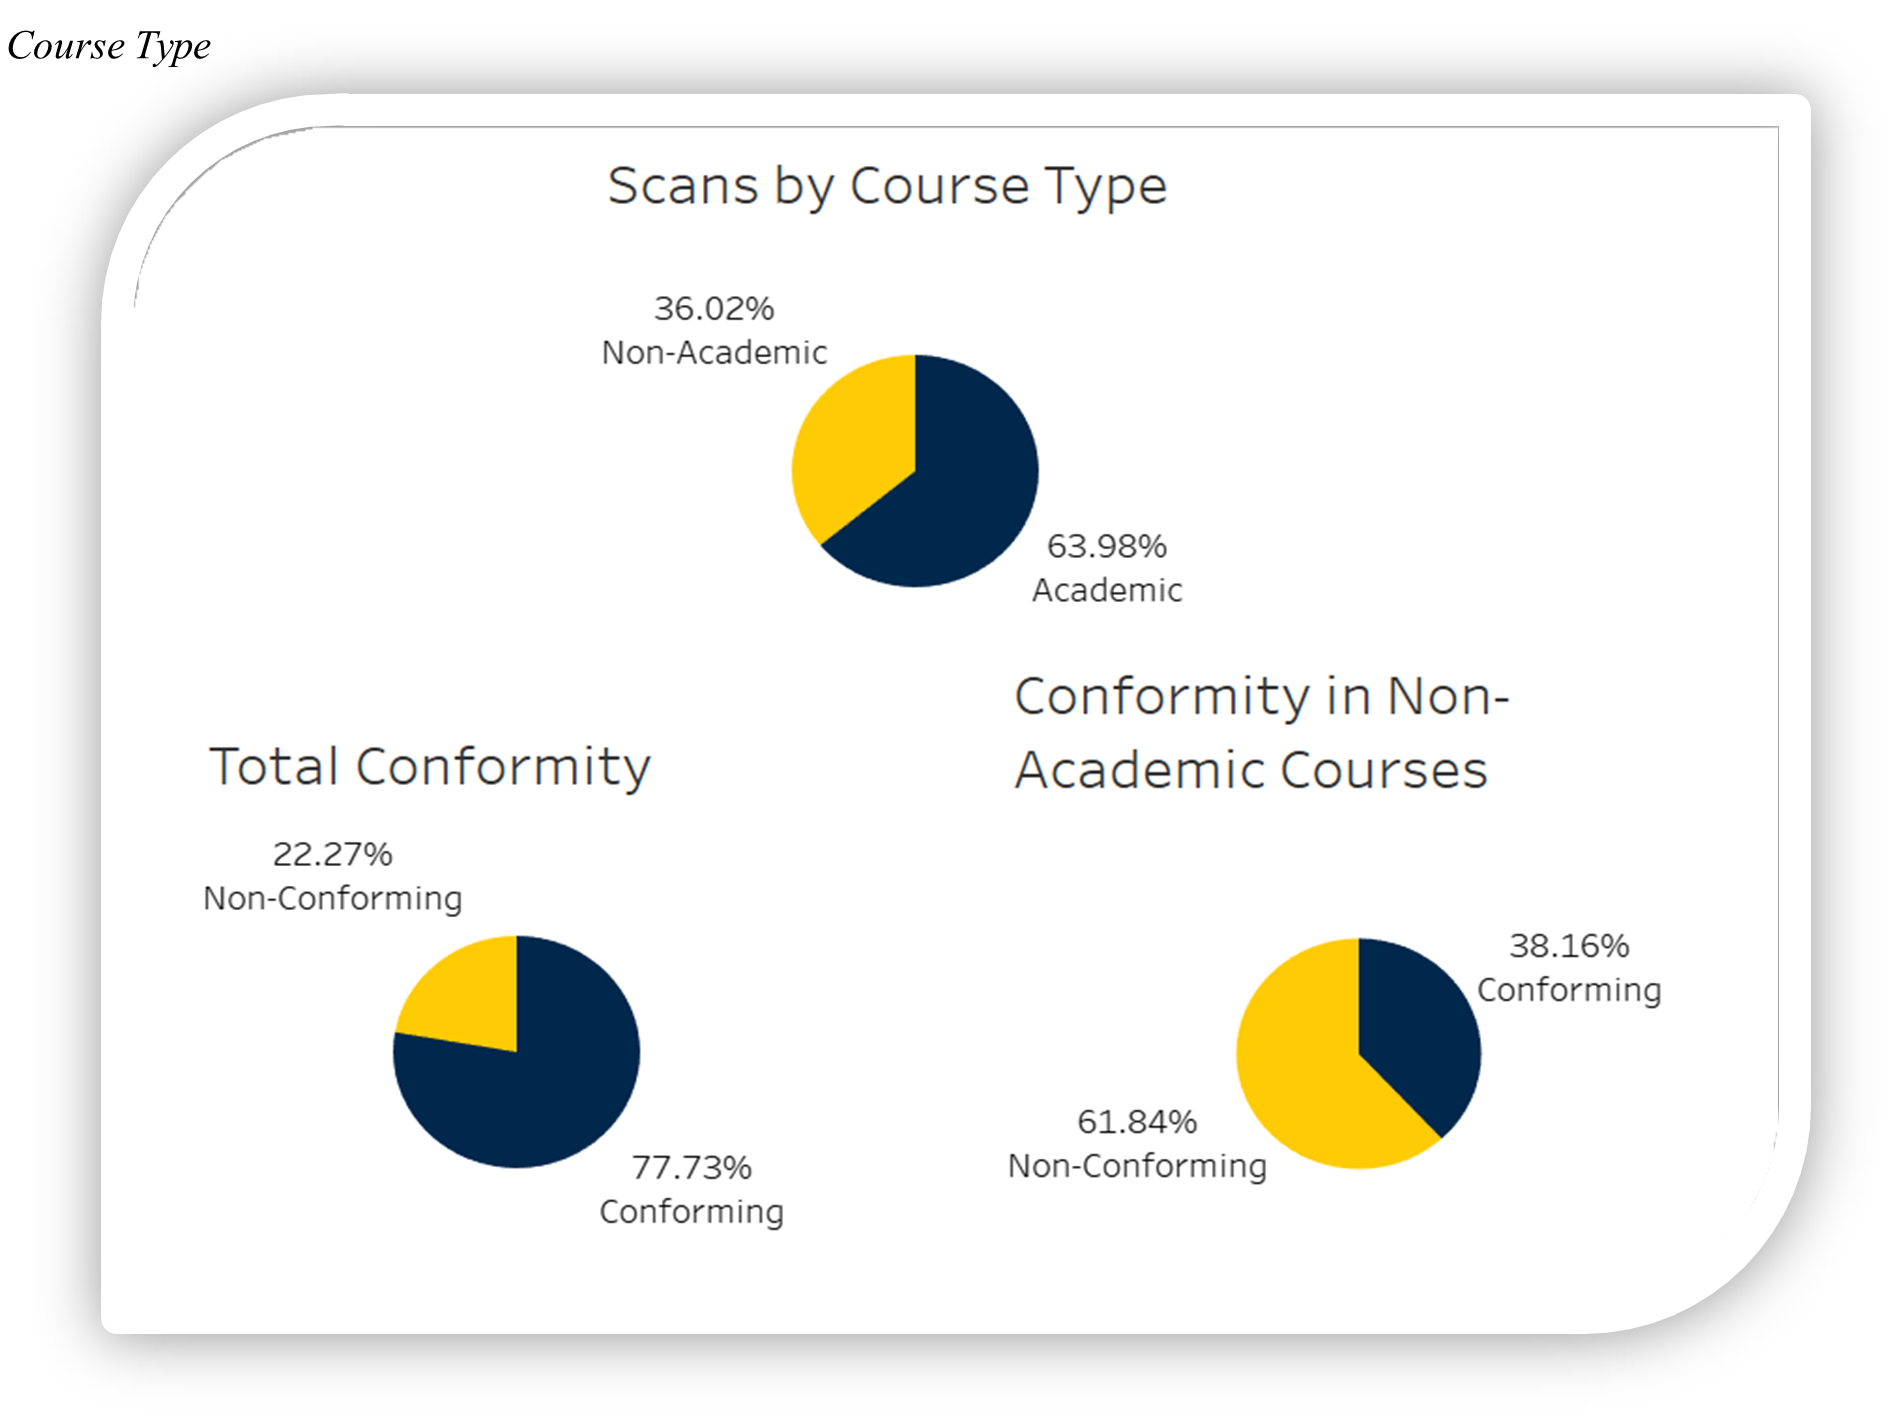 Course Type
Scans by Course Type
36.02%
Non-Academic
63.98%
Academic
Total Conformity
22.27%
Non-Conforming
77.73%
Conforming
Conformity in Non-
Academic Courses
38.16%
Conforming
61.84%
Non-Conforming